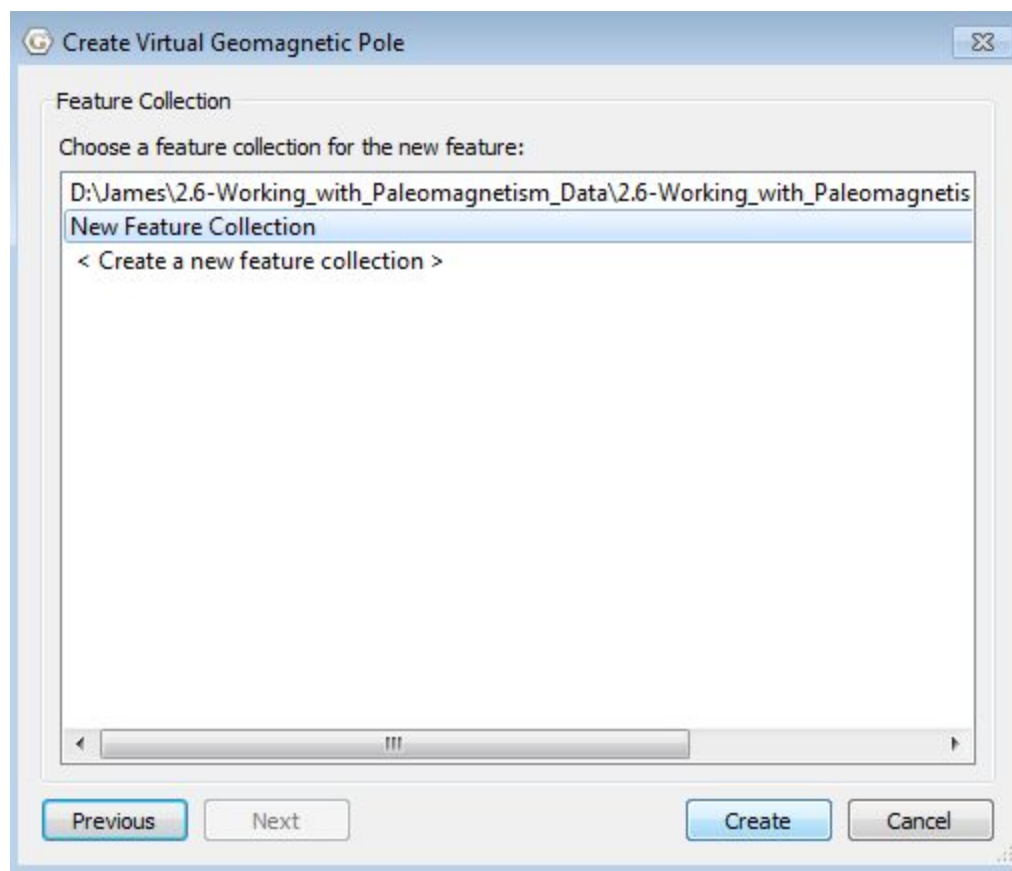 Create Virtual Geomagnetic Pole
Feature Collection
Choose a feature collection for the new feature:
D:\James\2.6-Working_with_Paleomagnetism_Data\2.6-Working_with_Paleomagnetis
New Feature Collection
< Create a new feature collection >
Previous Next Create Cancel